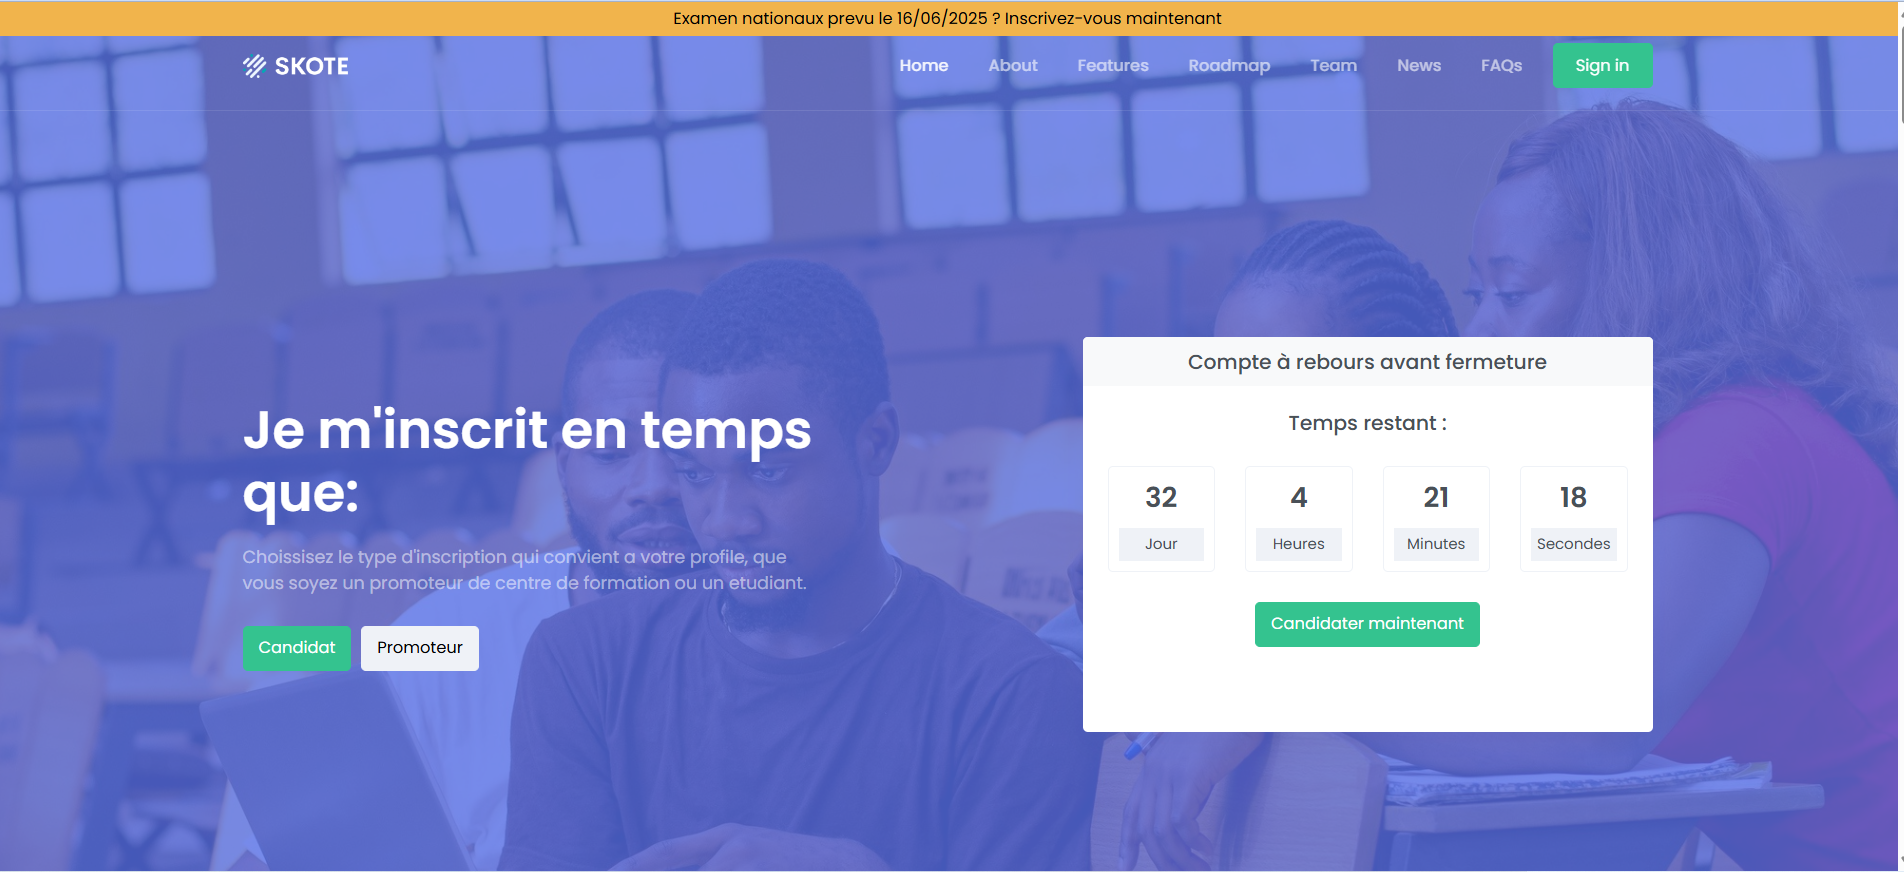 Examen nationaux prevu le 16/06/2025 ? Inscrivez-vous maintenant
SKOTE
Home About Features Roadmap Team News FAQs Sign in
Je m'inscrit en temps
que:
Choissisez le type d'inscription qui convient a votre profile, que
vous soyez un promoteur de centre de formation ou un etudiant.
Candidat Promoteur
Compte à rebours avant fermeture
Temps restant :
32 4 21 18
Jour Heures Minutes Secondes
Candidater maintenant